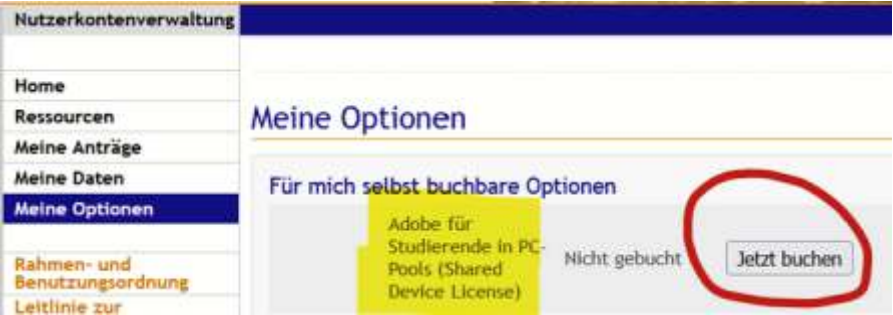 Nutzerkontenverwaltung
Home
Ressourcen
Meine Anträge
Meine Daten
Meine Optionen
Rahmen- und
Benutzungsordnung
Leitlinie zur
Meine Optionen
Für mich selbst buchbare Optionen
Adobe für
Studierende in PC-
Pools (Shared
Device License)
Nicht gebucht
Jetzt buchen